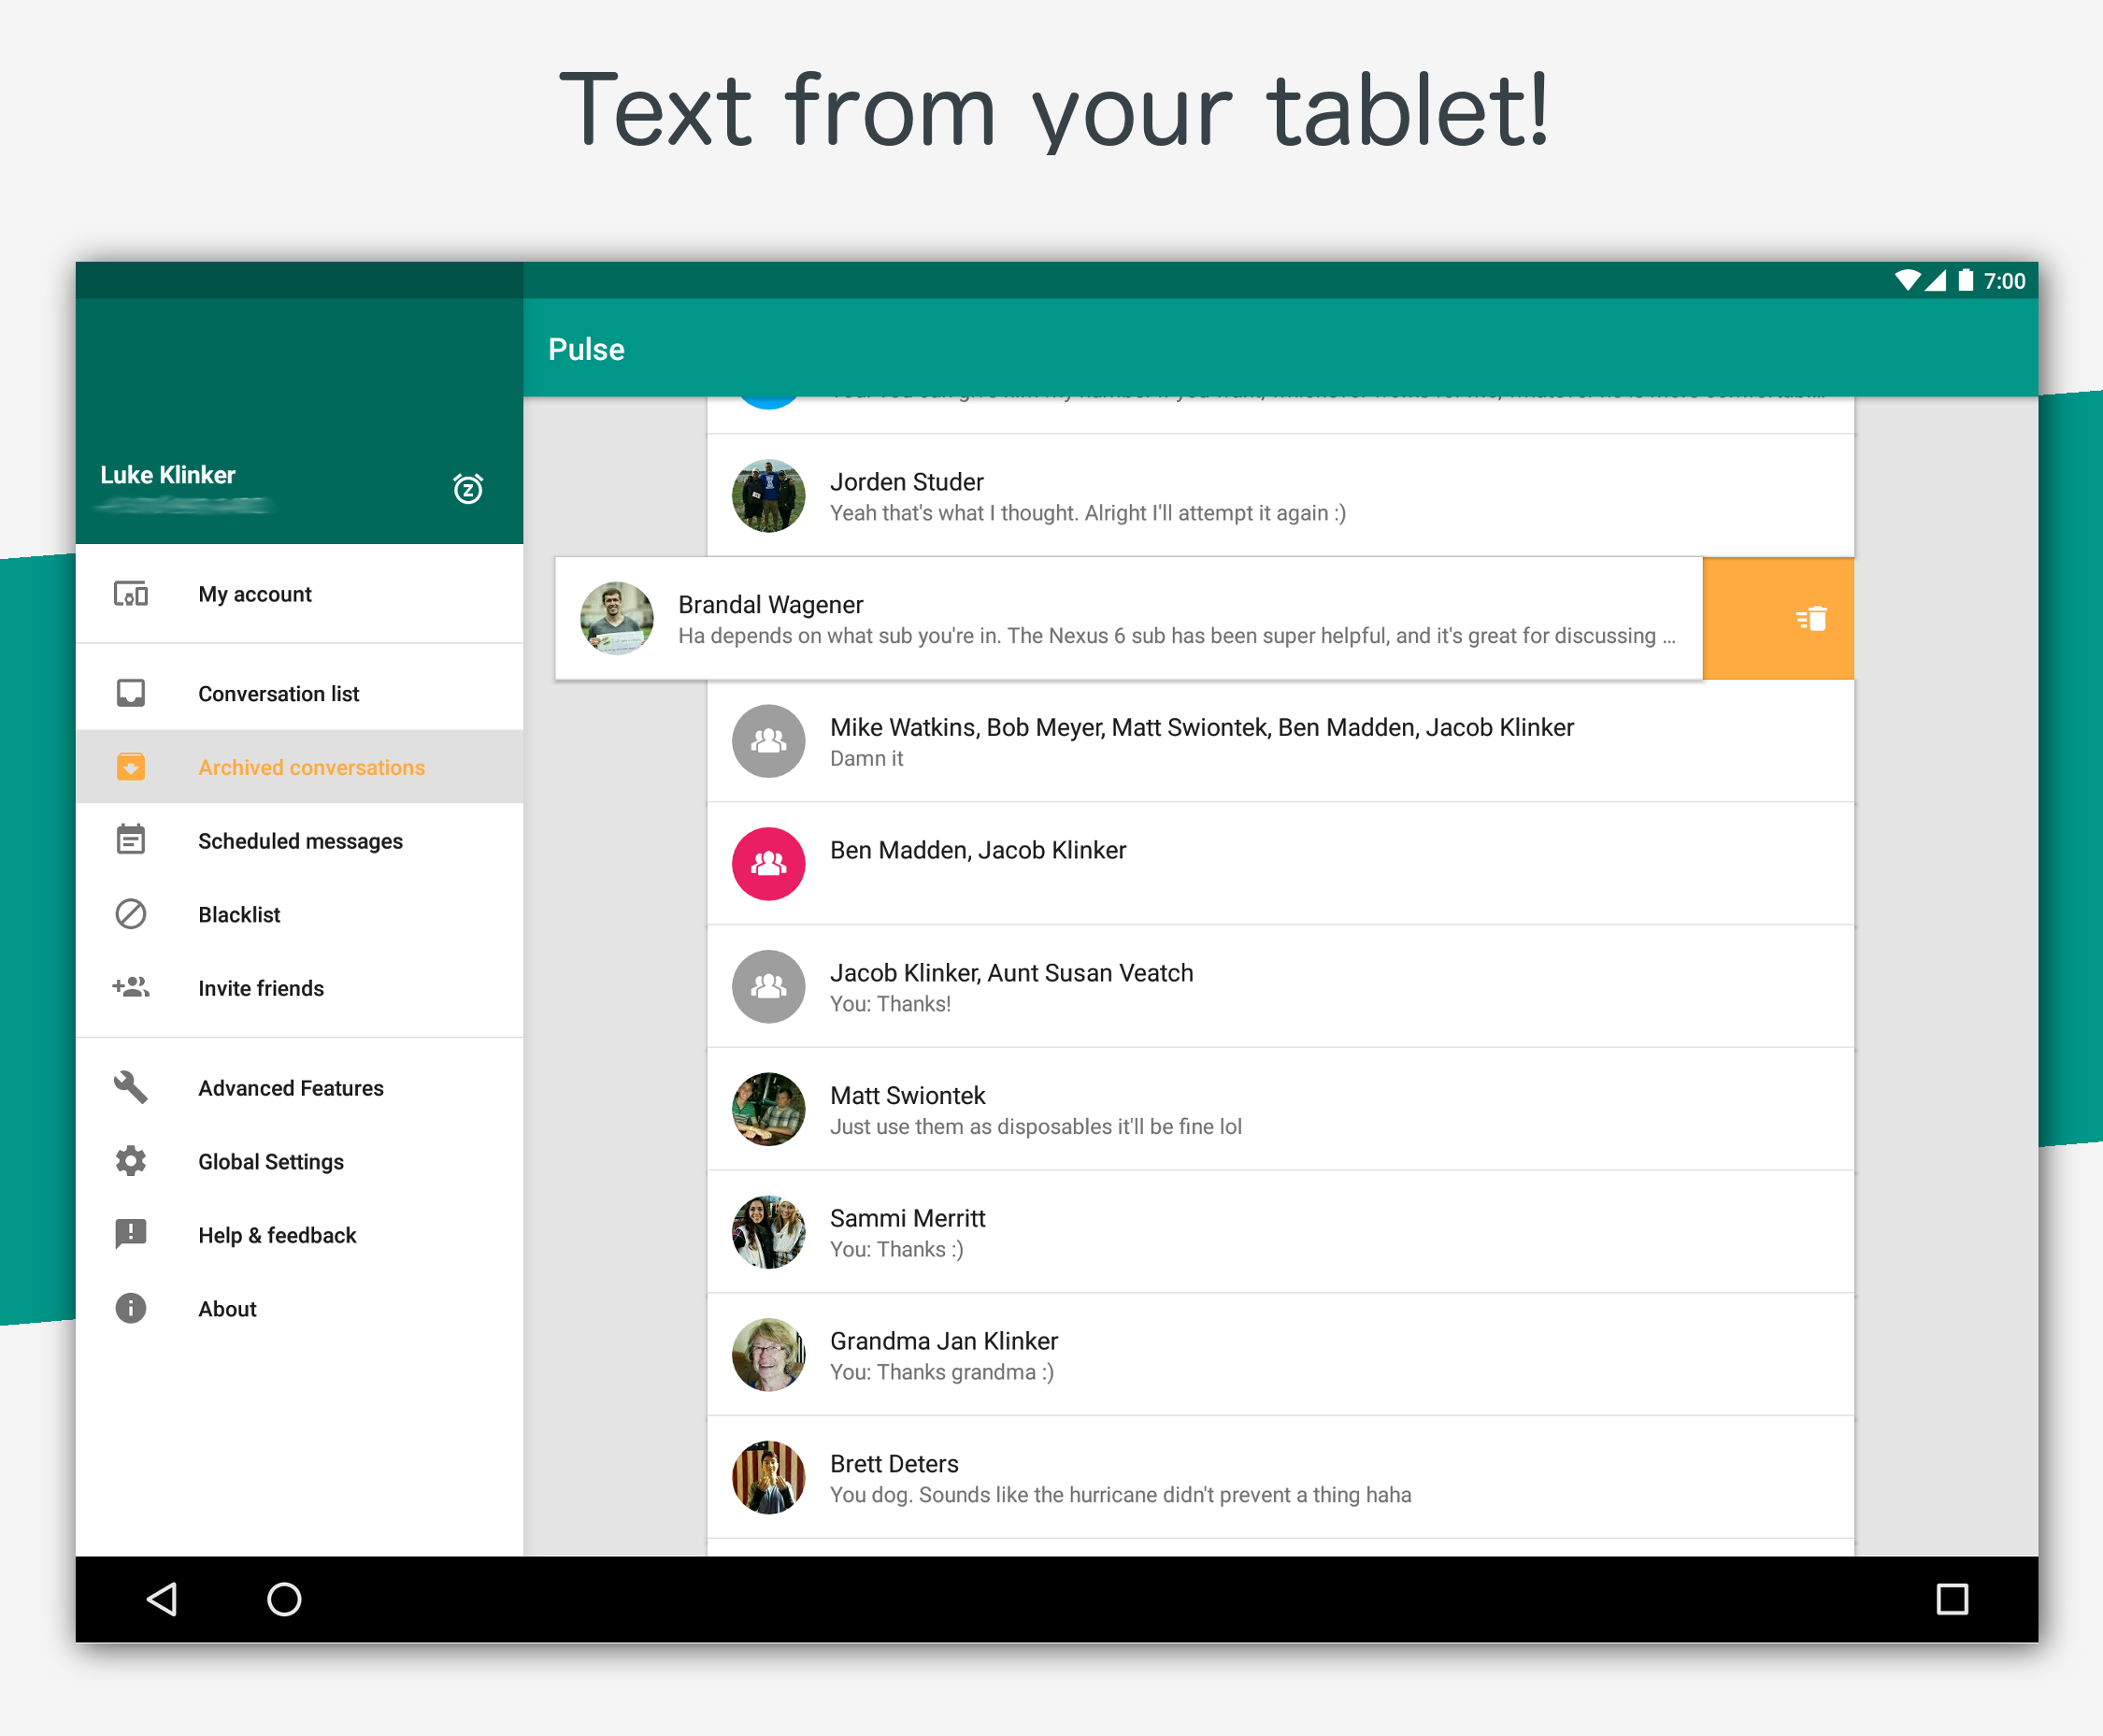 Text from your tablet!
7:00
Pulse
Luke Klinker
My account
Conversation list
Archived conversations
Scheduled messages
Blacklist
Invite friends
Advanced Features
Global Settings
Help & feedback
About
Jorden Studer
Yeah that's what I thought. Alright I'll attempt it again :)
Brandal Wagener
Ha depends on what sub you're in. The Nexus 6 sub has been super helpful, and it's great for discussing ...
Mike Watkins, Bob Meyer, Matt Swiontek, Ben Madden, Jacob Klinker
Damn it
Ben Madden, Jacob Klinker
Jacob Klinker, Aunt Susan Veatch
You: Thanks!
Matt Swiontek
Just use them as disposables it'll be fine lol
Sammi Merritt
You: Thanks :)
Grandma Jan Klinker
You: Thanks grandma :)
Brett Deters
You dog. Sounds like the hurricane didn't prevent a thing haha